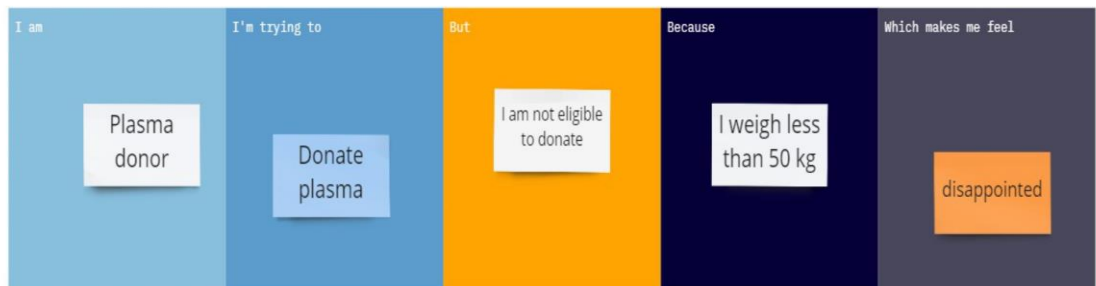 I am
Plasma
donor
I'm trying to
Donate
plasma
But
I am not eligible
to donate
Because
I weigh less
than 50 kg
Which makes me feel
disappointed